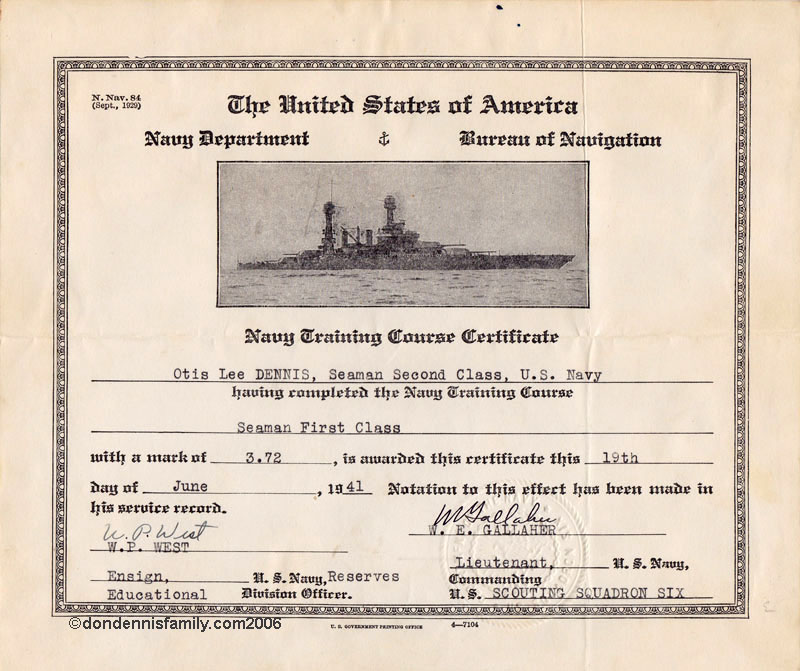 N. Nav. 84
(Sept., 1929)
The United States of America
Navy Department Bureau of Navigation
Navy Training Course Certificate
Otis Lee DENNIS, Seaman Second Class, U.S. Navy
having completed the Navy Training Course
Seaman First Class
with a mark of 3.72, is awarded this certificate this 19th
day of June, 1941 Notation to this effect has been made in
his service record.
W. P. West
W.P. WEST
Ensign, U. S. Navy, Reserves
Educational Division Officer.
W E Gallaher
W. E. GALLAHER
Lieutenant, U. S. Navy,
Commanding
U. S. SCOUTING SQUADRON SIX
©dondennisfamily.com2006
U. S. GOVERNMENT PRINTING OFFICE 4—7104